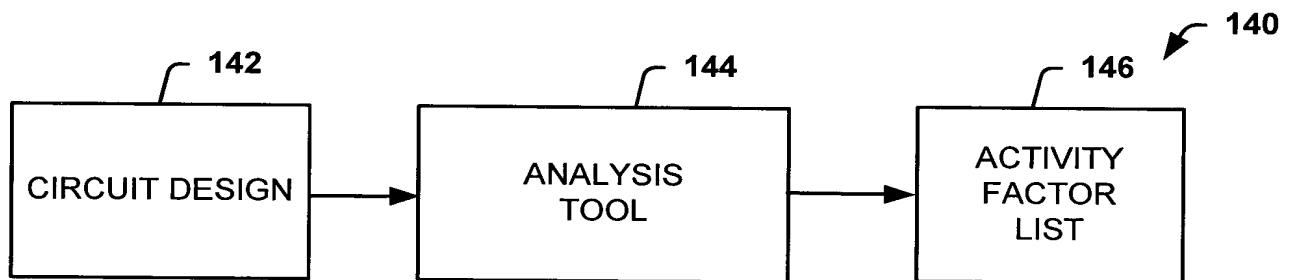 140
142
144
146
CIRCUIT DESIGN
ANALYSIS
TOOL
ACTIVITY
FACTOR
LIST